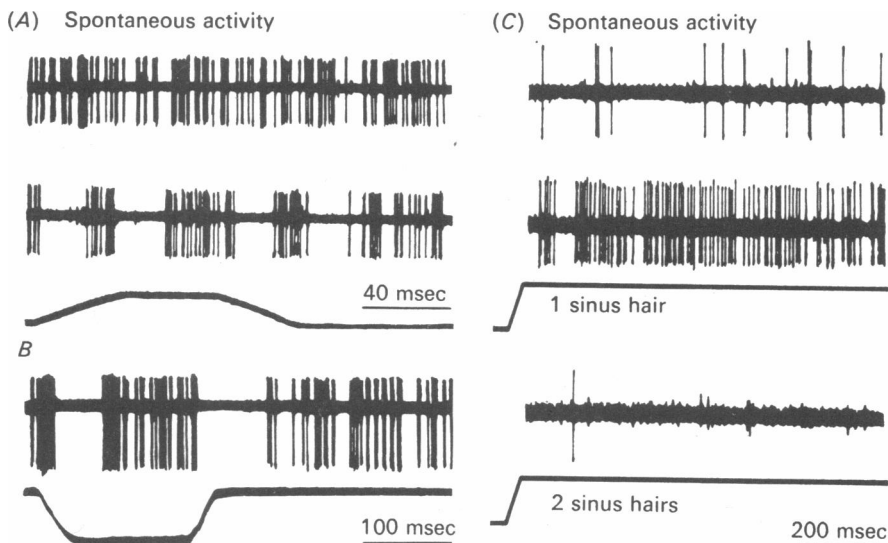 (A) Spontaneous activity
40 msec
B
100 msec
(C) Spontaneous activity
1 sinus hair
2 sinus hairs
200 msec